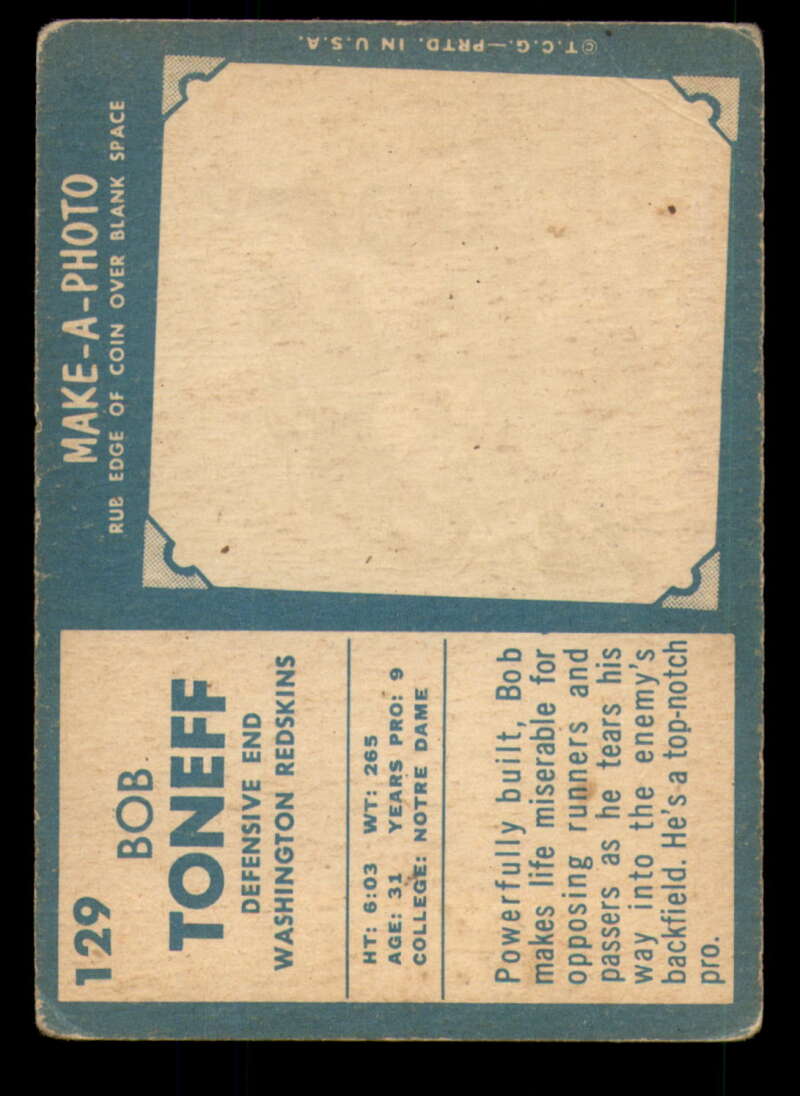 129
BOB
TONEFF
DEFENSIVE END
WASHINGTON REDSKINS
HT: 6:03 WT: 265
AGE: 31 YEARS PRO: 9
COLLEGE: NOTRE DAME
Powerfully built, Bob
makes life miserable for
opposing runners and
passers as he tears his
way into the enemy's
backfield. He's a top-notch
pro.
MAKE-A-PHOTO
RUB EDGE OF COIN OVER BLANK SPACE
©T.C.G.—PRTD. IN U.S.A.